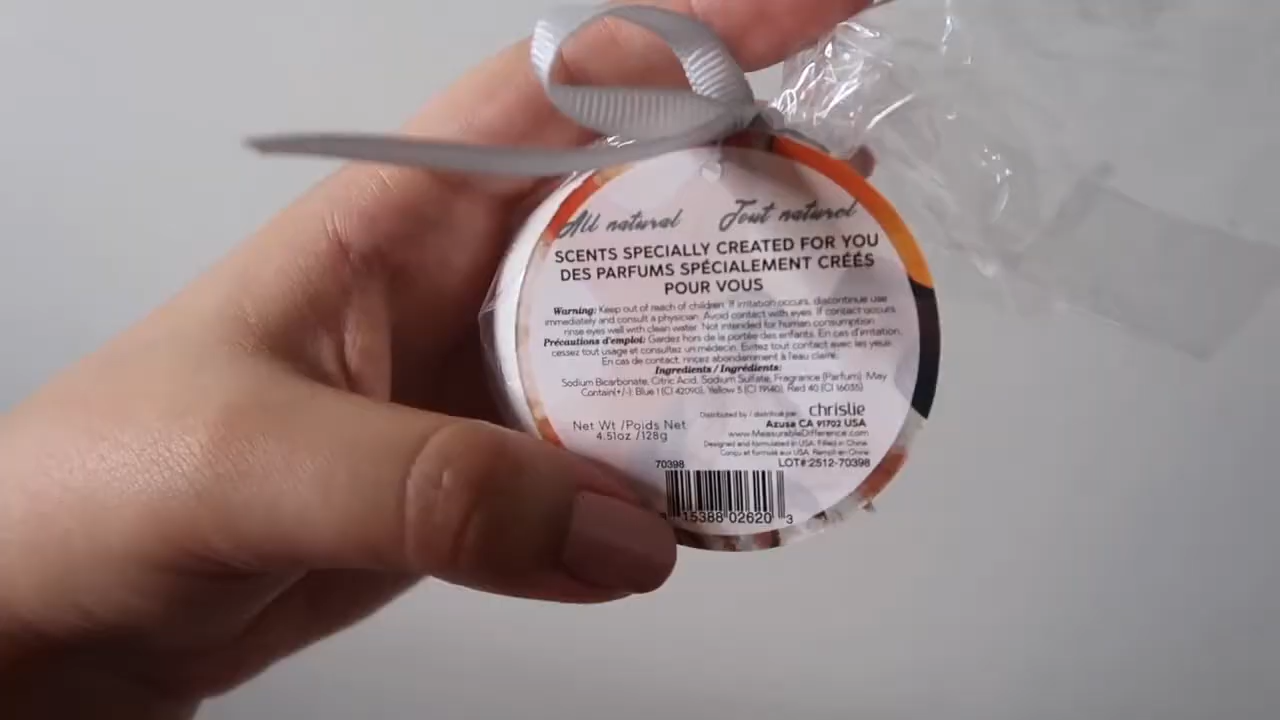 All natural Tout naturel
SCENTS SPECIALLY CREATED FOR YOU
DES PARFUMS SPÉCIALEMENT CRÉÉS
POUR VOUS
Warning: Keep out of reach of children. If irritation occurs, discontinue use
immediately and consult a physician. Avoid contact with eyes. If contact occurs
rinse eyes well with clean water. Not intended for human consumption
Précautions d'emploi: Gardez hors de la portée des enfants. En cas d'irritation,
cessez tout usage et consultez un médecin. Evitez tout contact avec les yeux.
En cas de contact, rincez abondamment à l'eau claire.
Ingredients / Ingrédients:
Sodium Bicarbonate, Citric Acid, Sodium Sulfate, Fragrance (Parfum). May
Contain(+/-): Blue 1 (CI 42090), Yellow 5 (CI 19140), Red 40 (CI 16035)
Net Wt /Poids Net
4.51oz /128g
Distributed by / distribué par chrislie
Azusa CA 91702 USA
www.MeasurableDifference.com
Designed and formulated in USA. Filled in China.
Conçu et formulé aux USA. Rempli en Chine.
70398 LOT#:2512-70398
15388 02620 3